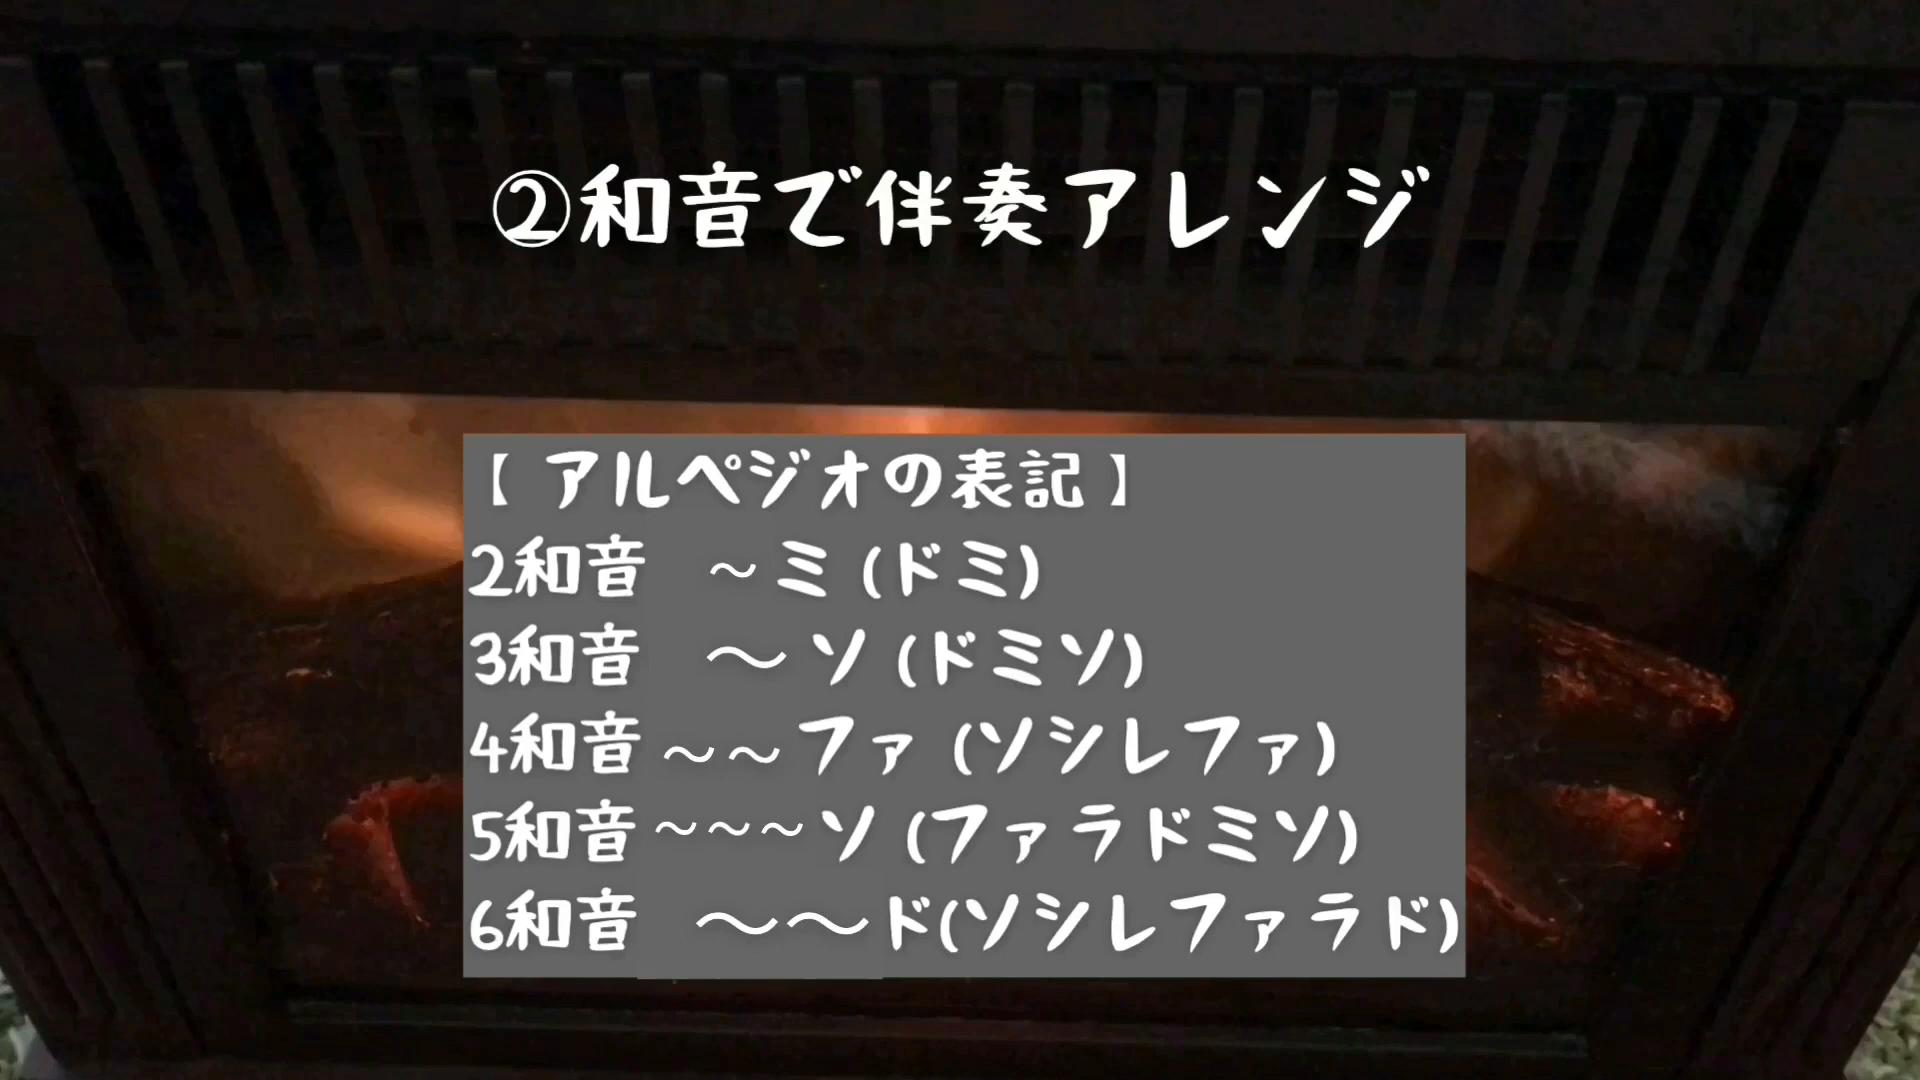 ②和音で伴奏アレンジ
【 アルペジオの表記 】
2和音 ~ミ (ドミ)
3和音 〜ソ (ドミソ)
4和音 ~~ファ (ソシレファ)
5和音 ~~~ソ (ファラドミソ)
6和音 〜〜ド(ソシレファラド)